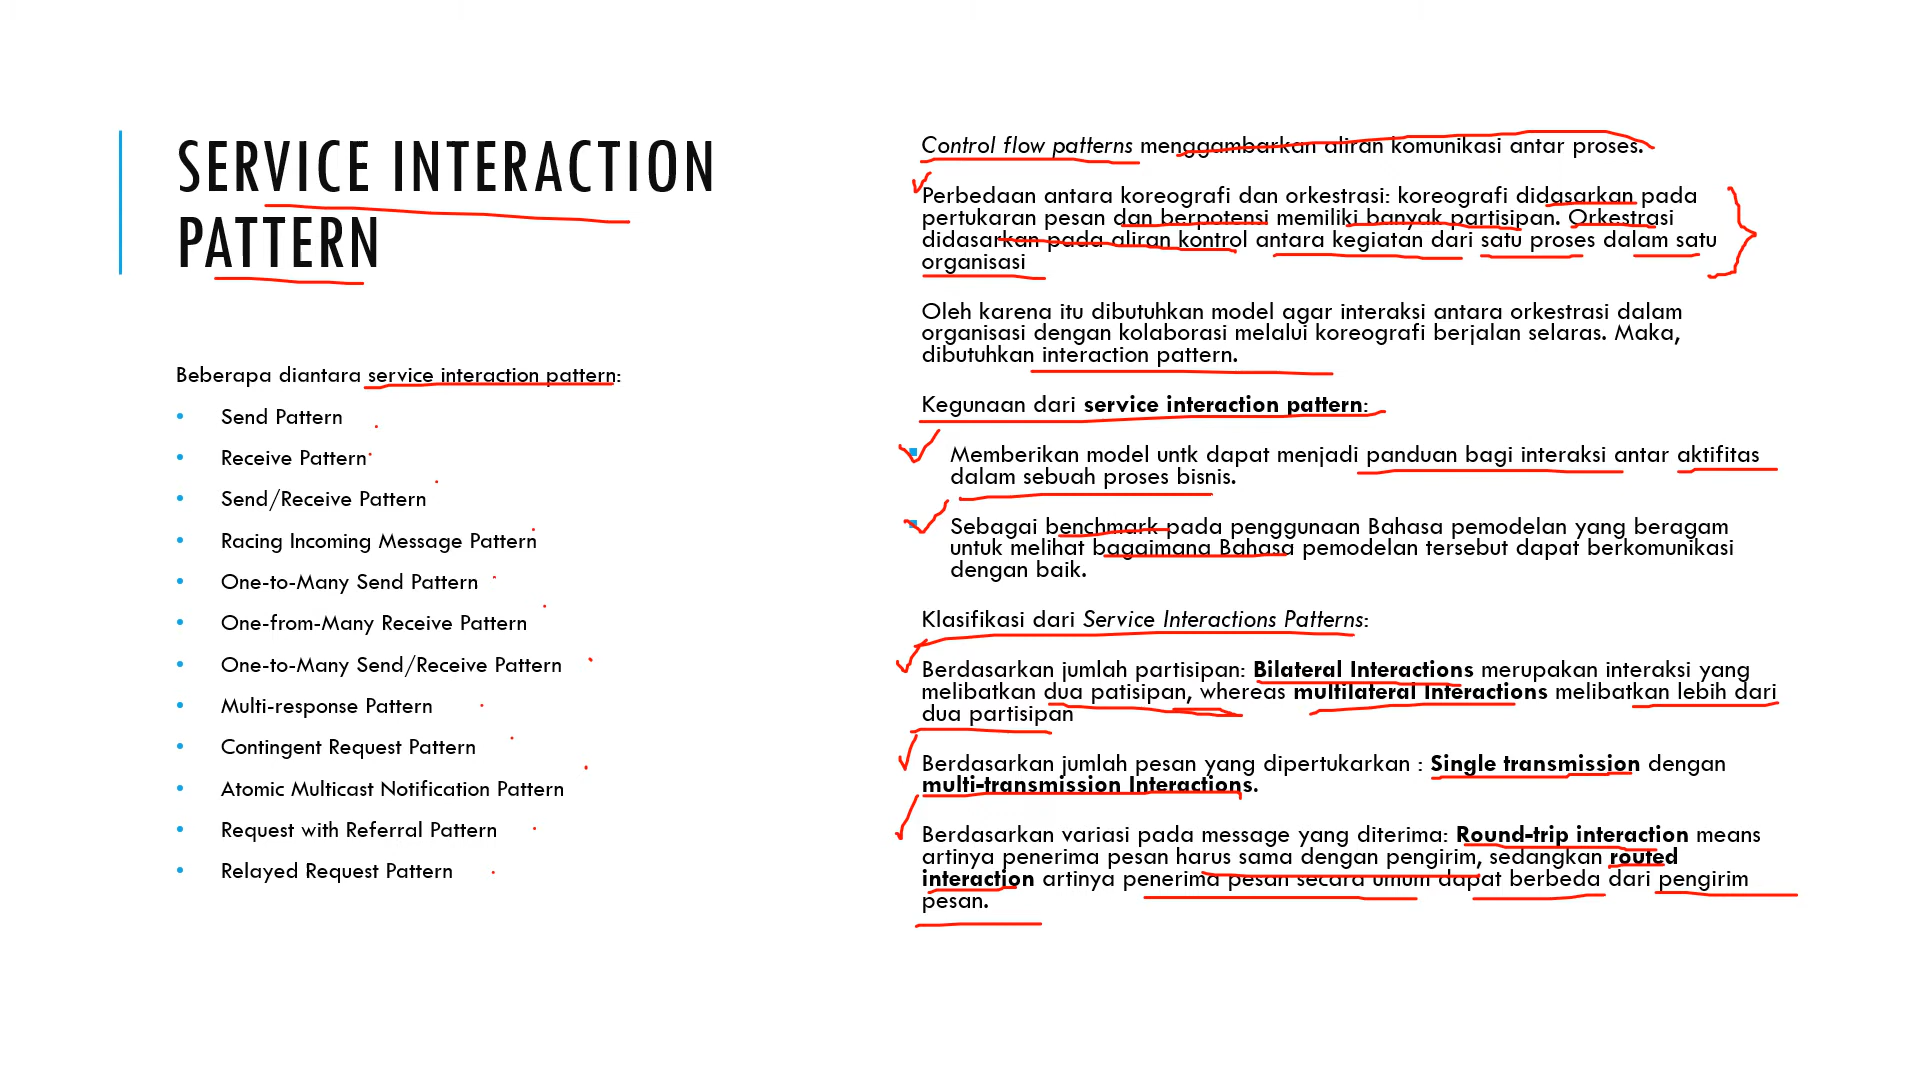 SERVICE INTERACTION
PATTERN
Beberapa diantara service interaction pattern:
• Send Pattern
• Receive Pattern
• Send/Receive Pattern
• Racing Incoming Message Pattern
• One-to-Many Send Pattern
• One-from-Many Receive Pattern
• One-to-Many Send/Receive Pattern
• Multi-response Pattern
• Contingent Request Pattern
• Atomic Multicast Notification Pattern
• Request with Referral Pattern
• Relayed Request Pattern
Control flow patterns menggambarkan aliran komunikasi antar proses.
Perbedaan antara koreografi dan orkestrasi: koreografi didasarkan pada
pertukaran pesan dan berpotensi memiliki banyak partisipan. Orkestrasi
didasarkan pada aliran kontrol antara kegiatan dari satu proses dalam satu
organisasi
Oleh karena itu dibutuhkan model agar interaksi antara orkestrasi dalam
organisasi dengan kolaborasi melalui koreografi berjalan selaras. Maka,
dibutuhkan interaction pattern.
Kegunaan dari service interaction pattern:
Memberikan model untk dapat menjadi panduan bagi interaksi antar aktifitas
dalam sebuah proses bisnis.
Sebagai benchmark pada penggunaan Bahasa pemodelan yang beragam
untuk melihat bagaimana Bahasa pemodelan tersebut dapat berkomunikasi
dengan baik.
Klasifikasi dari Service Interactions Patterns:
Berdasarkan jumlah partisipan: Bilateral Interactions merupakan interaksi yang
melibatkan dua patisipan, whereas multilateral Interactions melibatkan lebih dari
dua partisipan
Berdasarkan jumlah pesan yang dipertukarkan : Single transmission dengan
multi-transmission Interactions.
Berdasarkan variasi pada message yang diterima: Round-trip interaction means
artinya penerima pesan harus sama dengan pengirim, sedangkan routed
interaction artinya penerima pesan secara umum dapat berbeda dari pengirim
pesan.